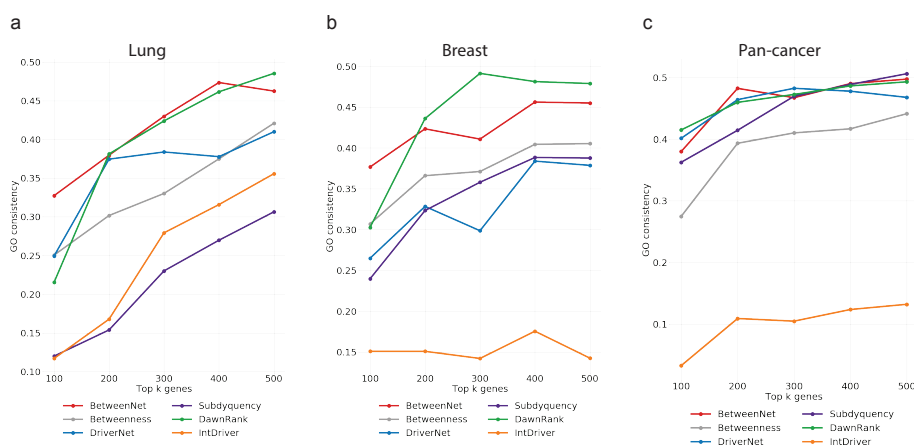 a
b
c
Lung
Breast
Pan-cancer
0.50
0.45
0.40
0.35
0.30
0.25
0.20
0.15
0.10
GO consistency
100 200 300 400 500
Top k genes
BetweenNet
Betweenness
DriverNet
Subdyquency
DawnRank
IntDriver
0.50
0.45
0.40
0.35
0.30
0.25
0.20
0.15
GO consistency
100 200 300 400 500
Top k genes
BetweenNet
Betweenness
DriverNet
Subdyquency
DawnRank
IntDriver
0.5
0.4
0.3
0.2
0.1
GO consistency
100 200 300 400 500
Top k genes
BetweenNet
Betweenness
DriverNet
Subdyquency
DawnRank
IntDriver